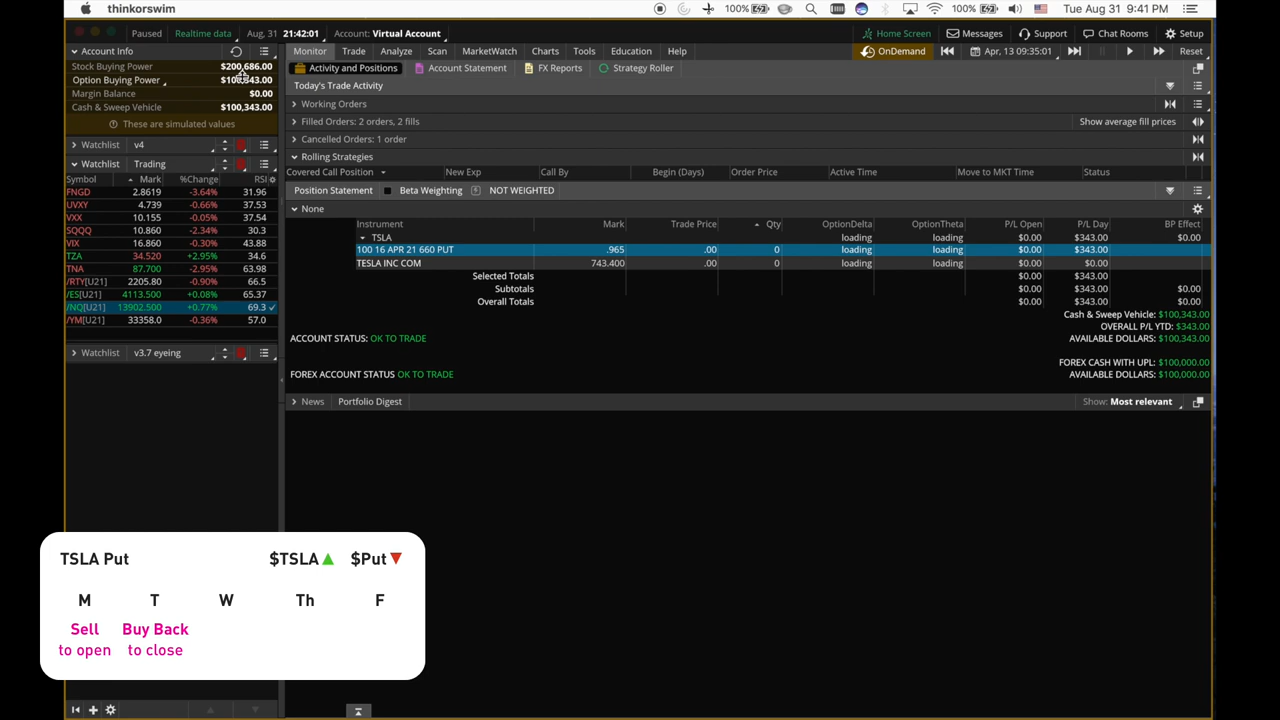 thinkorswim 100% 100% Tue Aug 31 9:41 PM
Paused Realtime data Aug, 31 21:42:01 Account: Virtual Account Home Screen Messages Support Chat Rooms Setup
Account Info
Stock Buying Power $200,686.00
Option Buying Power
Margin Balance $0.00
Cash & Sweep Vehicle $100,343.00
These are simulated values
Monitor Trade Analyze Scan MarketWatch Charts Tools Education Help OnDemand Apr, 13 09:35:01 Reset
Activity and Positions Account Statement FX Reports Strategy Roller
Today's Trade Activity
Working Orders
Filled Orders: 2 orders, 2 fills Show average fill prices
Cancelled Orders: 1 order
Rolling Strategies
Covered Call Position New Exp Call By Begin (Days) Order Price Active Time Move to MKT Time Status
Position Statement Beta Weighting NOT WEIGHTED
None
Instrument Mark Trade Price Qty OptionDelta OptionTheta P/L Open P/L Day BP Effect
TSLA loading loading $0.00 $343.00 $0.00
100 16 APR 21 660 PUT .965 .00 0 loading loading $0.00 $343.00
TESLA INC COM 743.400 .00 0 loading loading $0.00 $0.00
Selected Totals $0.00 $343.00
Subtotals $0.00 $343.00 $0.00
Overall Totals $0.00 $343.00 $0.00
Cash & Sweep Vehicle: $100,343.00
OVERALL P/L YTD: $343.00
ACCOUNT STATUS: OK TO TRADE AVAILABLE DOLLARS: $100,343.00
FOREX CASH WITH UPL: $100,000.00
FOREX ACCOUNT STATUS OK TO TRADE AVAILABLE DOLLARS: $100,000.00
News Portfolio Digest Show: Most relevant
Watchlist v4
Watchlist Trading
Symbol Mark %Change RSI
FNGD 2.8619 -3.64% 31.96
UVXY 4.739 -0.66% 37.53
VXX 10.155 -0.05% 37.54
SQQQ 10.860 -2.34% 30.3
VIX 16.860 -0.30% 43.88
TZA 34.520 +2.95% 34.6
TNA 87.700 -2.95% 63.98
/RTY[U21] 2205.80 -0.90% 66.5
/ES[U21] 4113.500 +0.08% 65.37
/NQ[U21] 13902.500 +0.77% 69.3
/YM[U21] 33358.0 -0.36% 57.0
Watchlist v3.7 eyeing
TSLA Put $TSLA $Put
M T W Th F
Sell Buy Back
to open to close